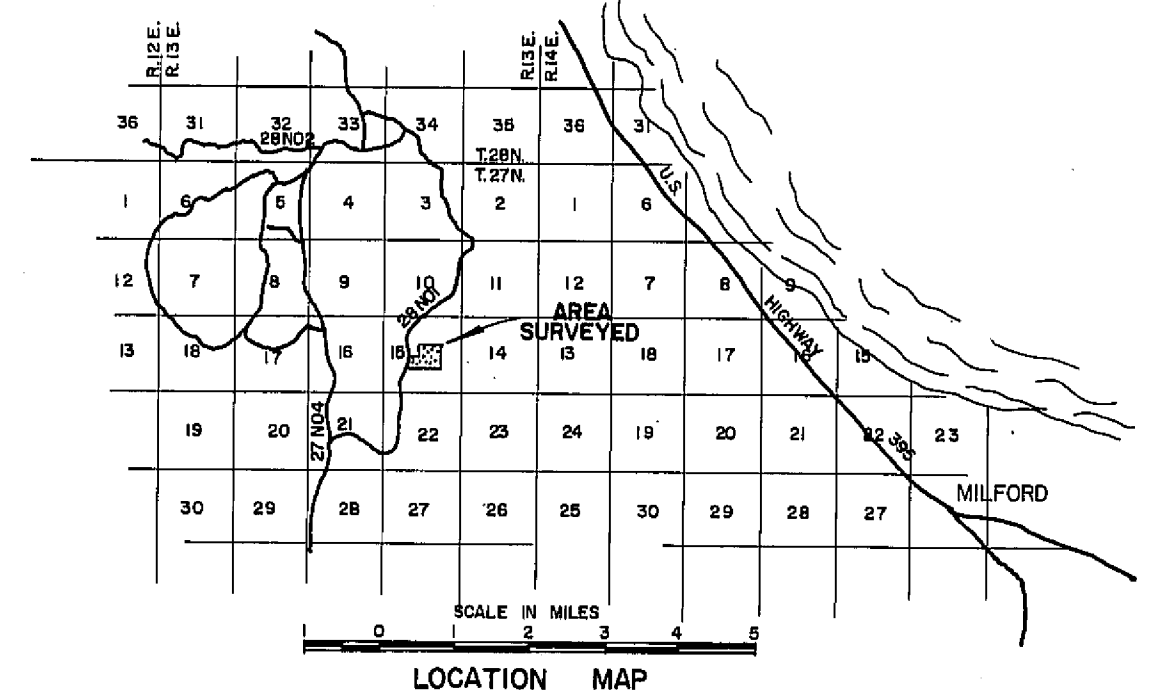 R.12E.
R.13E.
R.13E.
R.14E.
36 31 32 33 34 35 36 31
28N02
T.28N.
T.27N.
U.S.
1 6 5 4 3 2 1 6
12 7 8 9 10 11 12 7 8 9
28 N01
HIGHWAY
AREA
SURVEYED
13 18 17 16 15 14 13 18 17 16 15
27 N04
19 20 21 22 23 24 19 20 21 22 23
395
MILFORD
30 29 28 27 26 25 30 29 28 27
SCALE IN MILES
1 0 1 2 3 4 5
LOCATION MAP